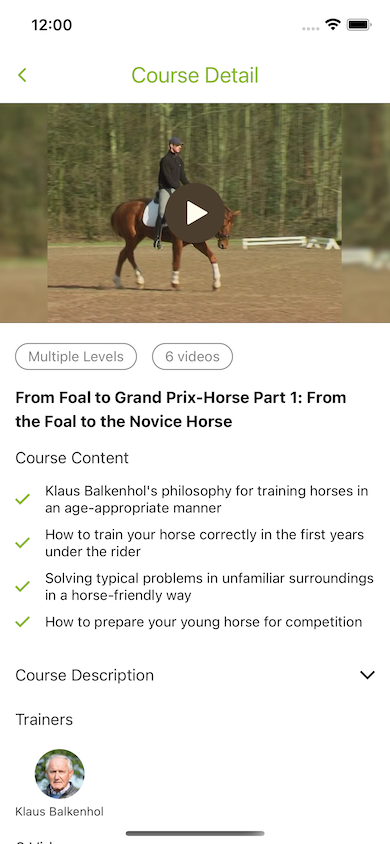 12:00
Course Detail
Multiple Levels
6 videos
From Foal to Grand Prix-Horse Part 1: From
the Foal to the Novice Horse
Course Content
Klaus Balkenhol's philosophy for training horses in
an age-appropriate manner
How to train your horse correctly in the first years
under the rider
Solving typical problems in unfamiliar surroundings
in a horse-friendly way
How to prepare your young horse for competition
Course Description
Trainers
Klaus Balkenhol